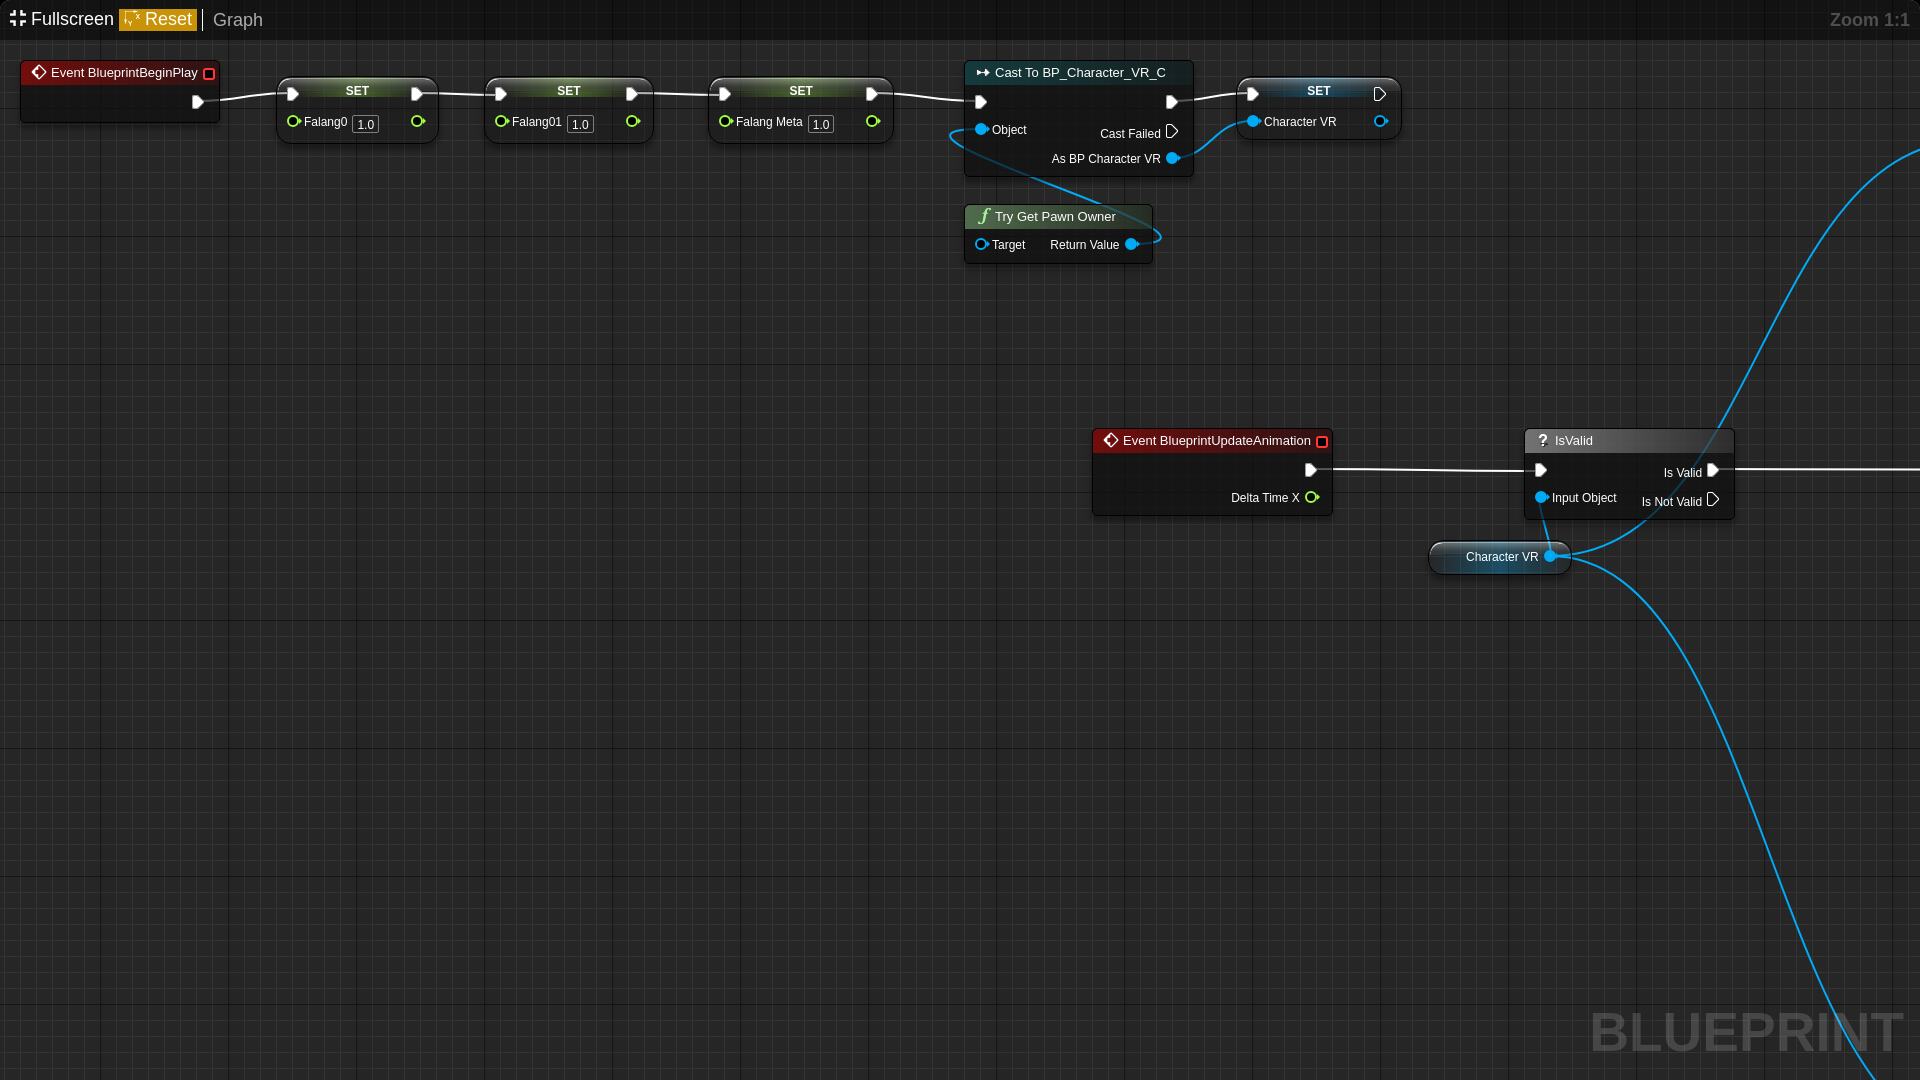 Fullscreen Reset Graph Zoom 1:1
Event BlueprintBeginPlay
SET
Falang0 1.0
SET
Falang01 1.0
SET
Falang Meta 1.0
Cast To BP_Character_VR_C
Object
Cast Failed
As BP Character VR
SET
Character VR
Try Get Pawn Owner
Target Return Value
Event BlueprintUpdateAnimation
Delta Time X
? IsValid
Is Valid
Input Object
Is Not Valid
Character VR
BLUEPRINT